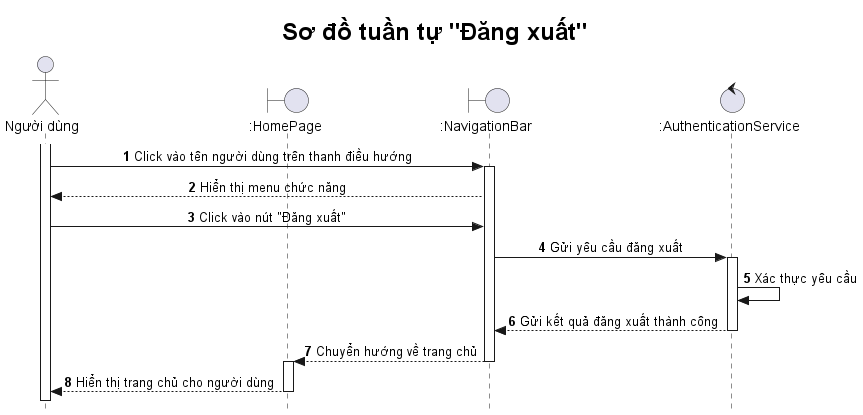 Sơ đồ tuần tự "Đăng xuất"
Người dùng
:HomePage
:NavigationBar
:AuthenticationService
1 Click vào tên người dùng trên thanh điều hướng
2 Hiển thị menu chức năng
3 Click vào nút "Đăng xuất"
4 Gửi yêu cầu đăng xuất
5 Xác thực yêu cầu
6 Gửi kết quả đăng xuất thành công
7 Chuyển hướng về trang chủ
8 Hiển thị trang chủ cho người dùng